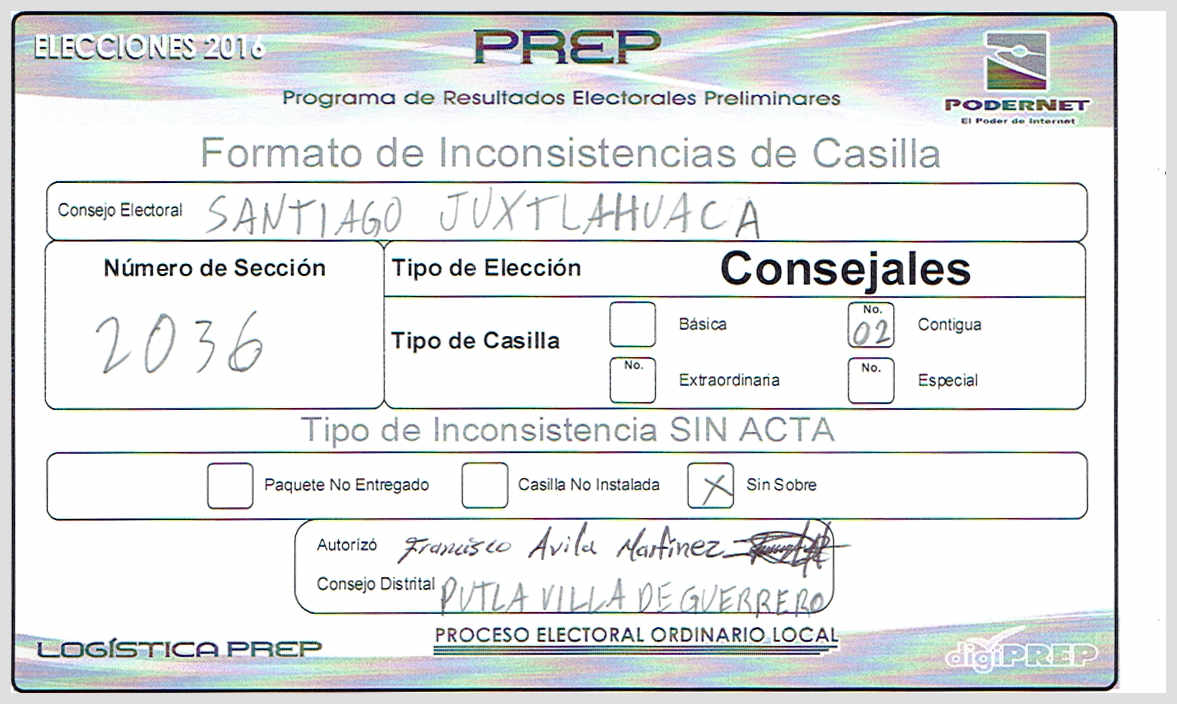 ELECCIONES 2016
PREP
Programa de Resultados Electorales Preliminares
PODERNET
El Poder de Internet
Formato de Inconsistencias de Casilla
Consejo Electoral SANTIAGO JUXTLAHUACA
Número de Sección
2036
Tipo de Elección Consejales
Tipo de Casilla
Básica
No. 02 Contigua
No. Extraordinaria
No. Especial
Tipo de Inconsistencia SIN ACTA
Paquete No Entregado Casilla No Instalada X Sin Sobre
Autorizó Francisco Avila Martinez
Consejo Distrital PUTLA VILLA DE GUERRERO
LOGÍSTICA PREP
PROCESO ELECTORAL ORDINARIO LOCAL
digiPREP